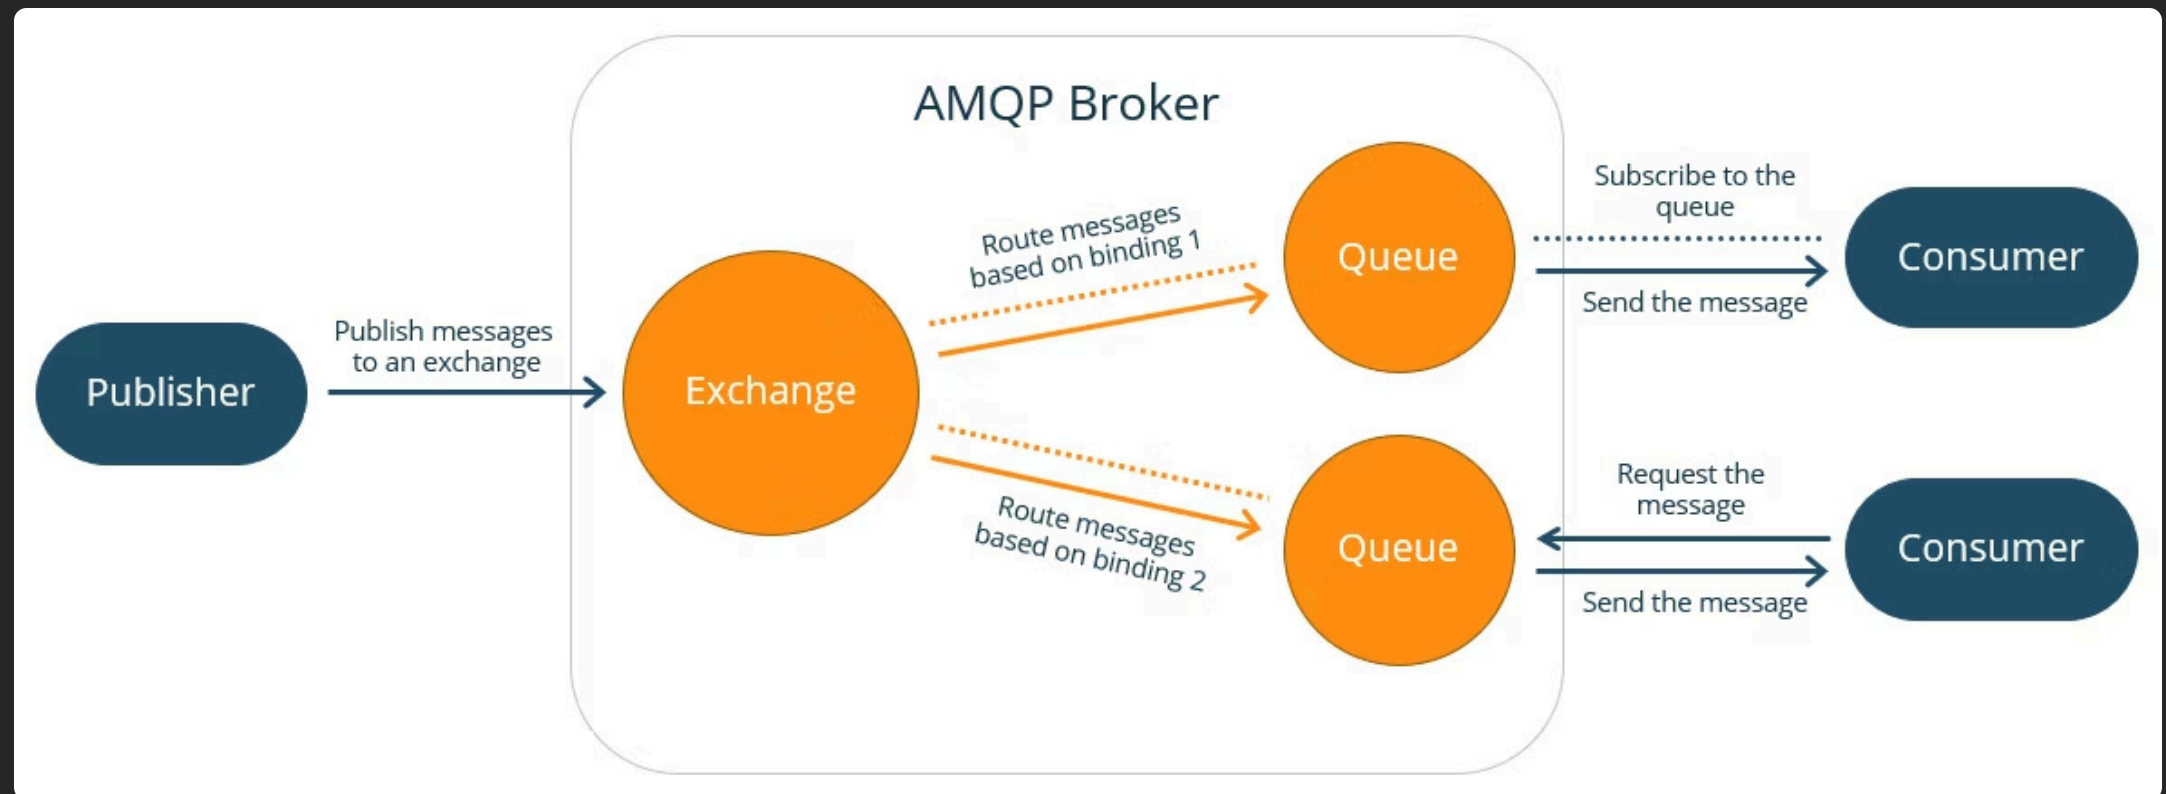 AMQP Broker
Publisher
Publish messages
to an exchange
Exchange
Route messages
based on binding 1
Route messages
based on binding 2
Queue
Subscribe to the
queue
Send the message
Consumer
Queue
Request the
message
Send the message
Consumer